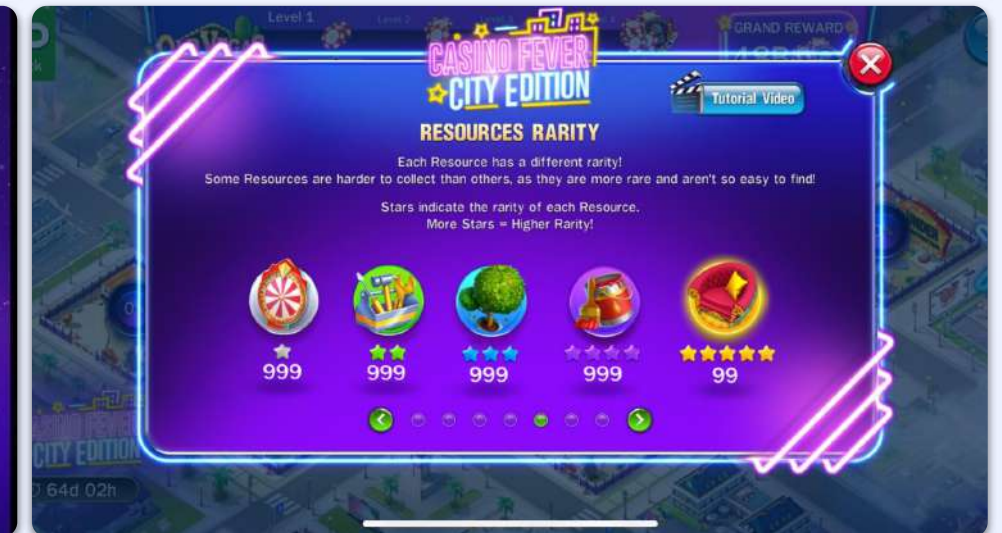 Level 1
GRAND REWARD
CASINO FEVER
CITY EDITION
Tutorial Video
RESOURCES RARITY
Each Resource has a different rarity!
Some Resources are harder to collect than others, as they are more rare and aren't so easy to find!
Stars indicate the rarity of each Resource.
More Stars = Higher Rarity!
999
999
999
999
99
CASINO FEVER
CITY EDITION
64d 02h